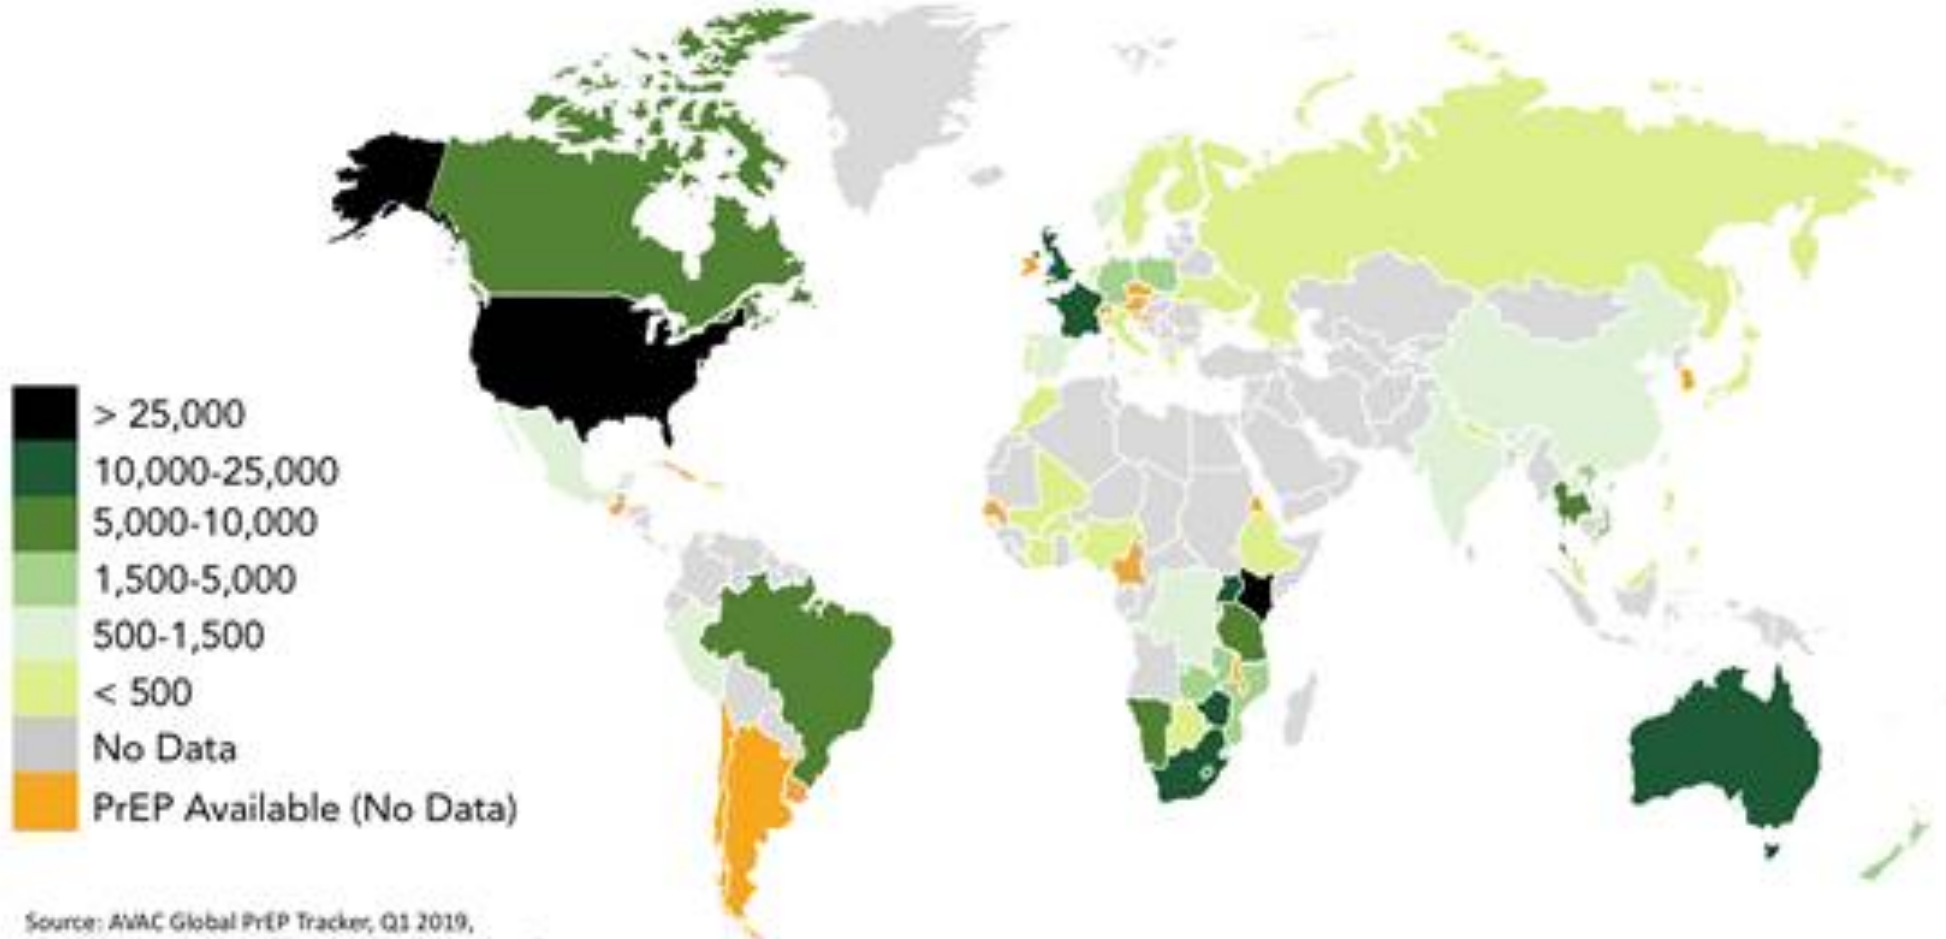 > 25,000
10,000-25,000
5,000-10,000
1,500-5,000
500-1,500
< 500
No Data
PrEP Available (No Data)
Source: AVAC Global PrEP Tracker, Q1 2019,